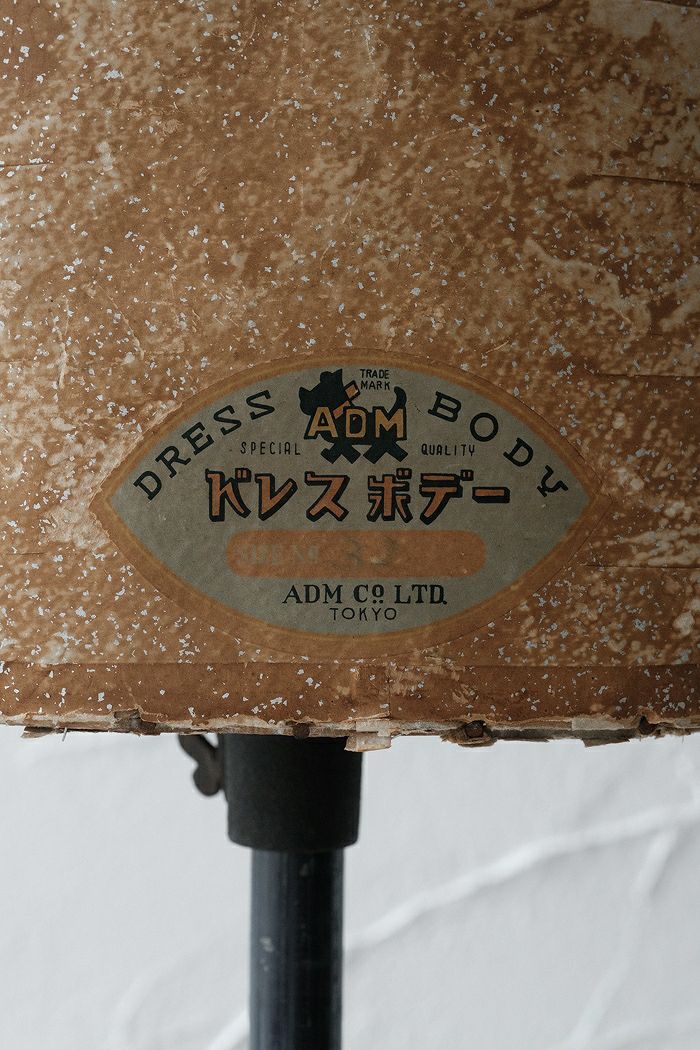 TRADE
MARK
DRESS BODY
ADM
SPECIAL QUALITY
ドレスボデー
ADM Co LTD.
TOKYO